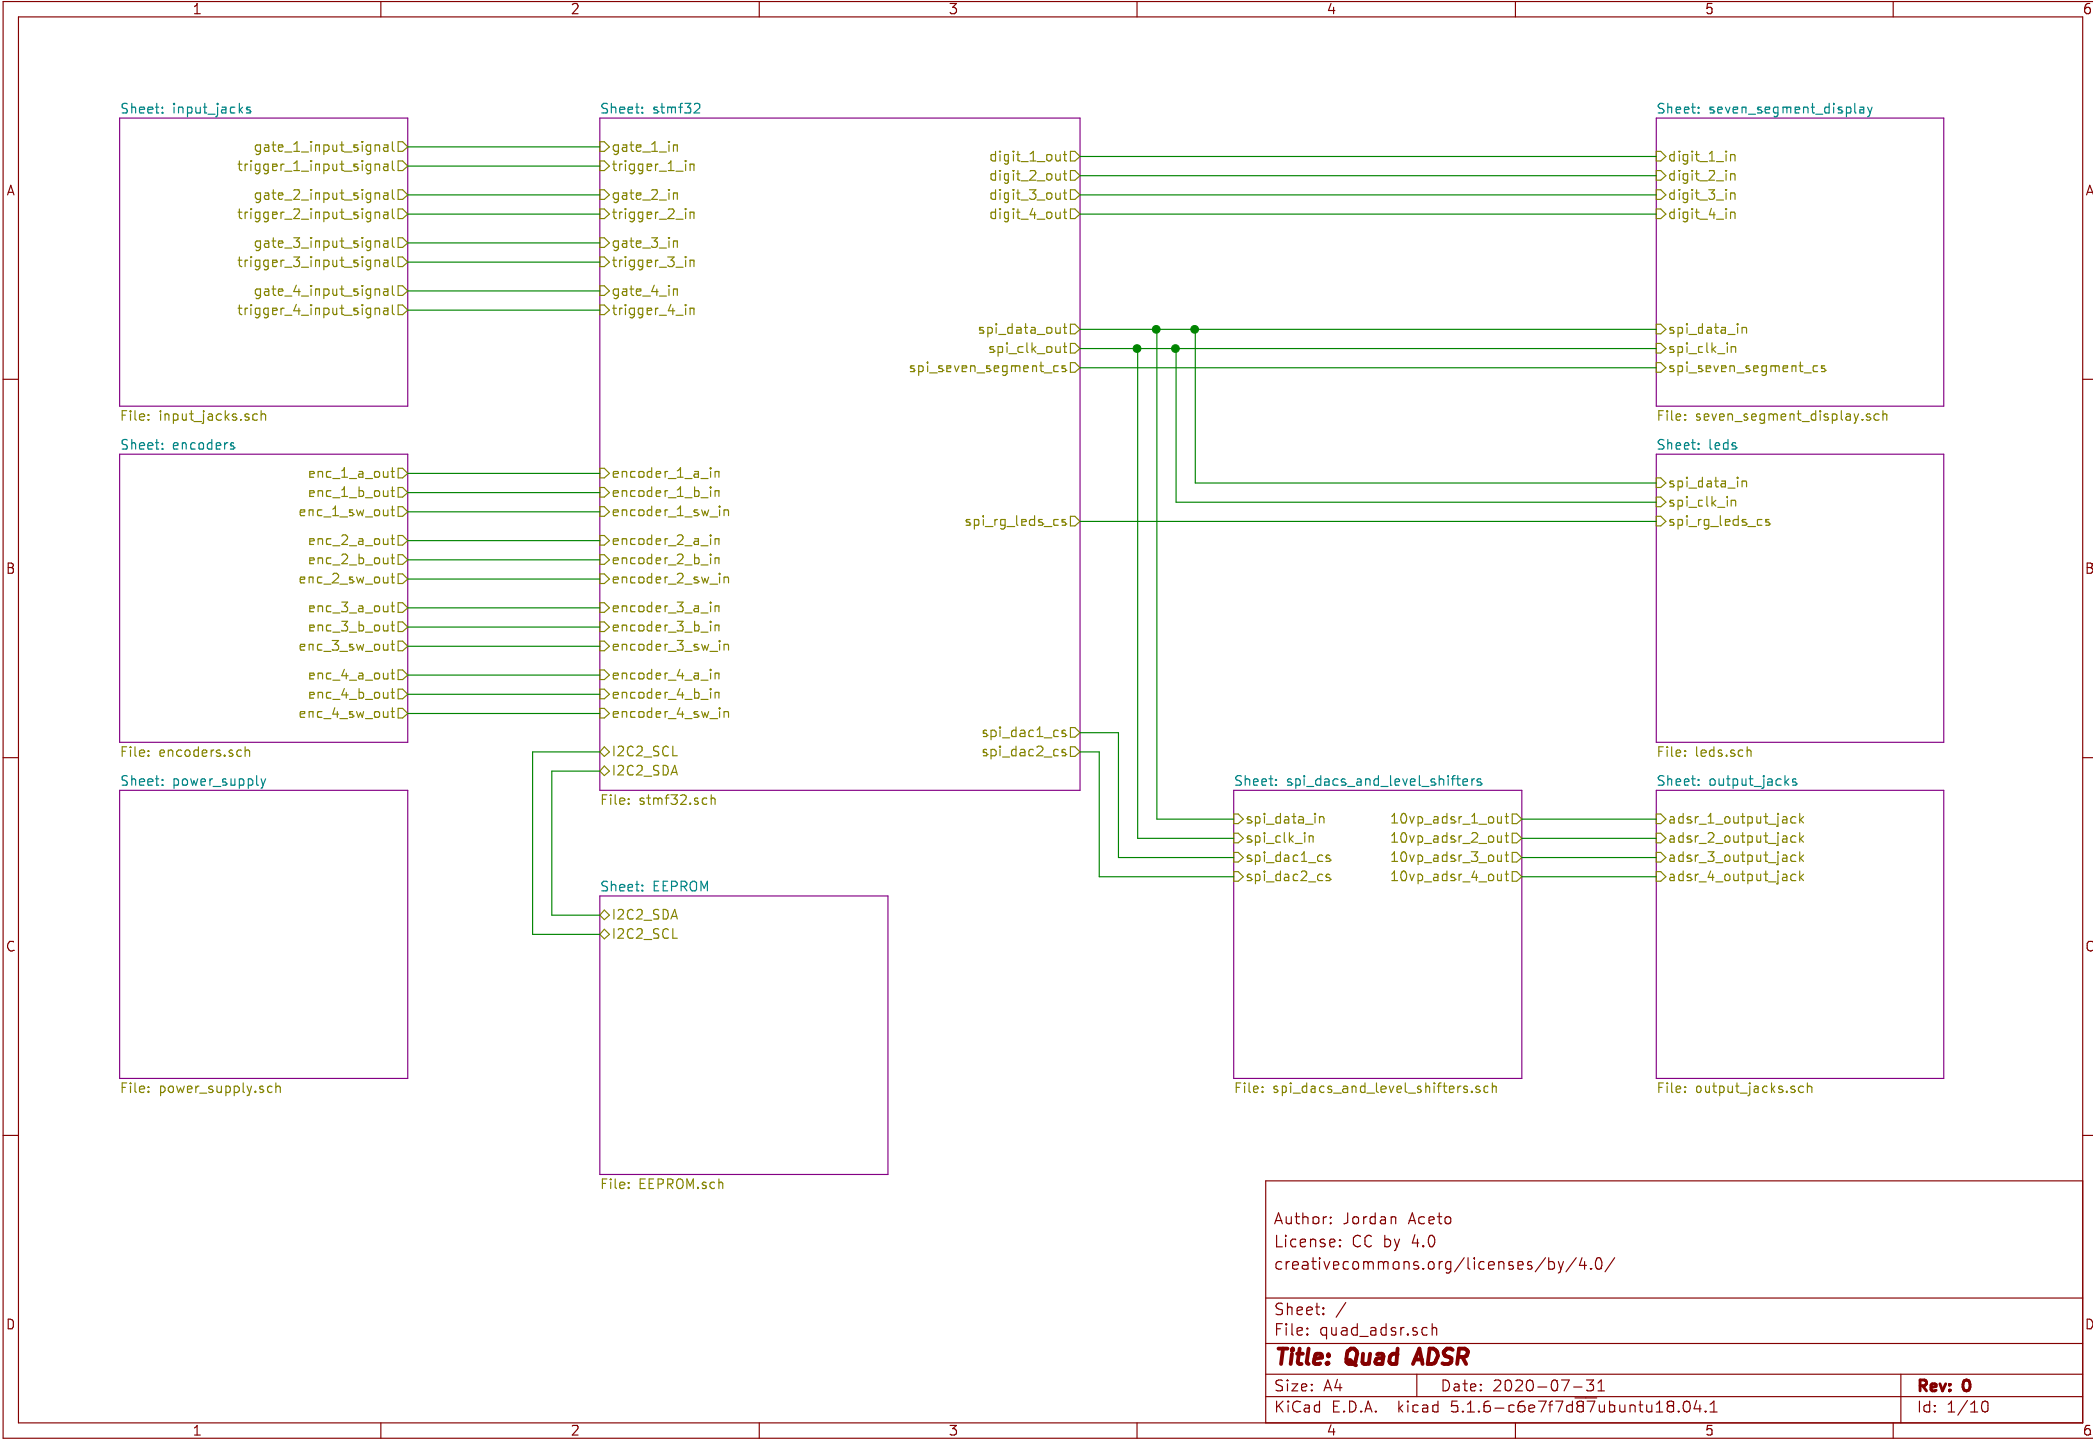 1 2 3 4 5 6
A
B
C
D
A
B
C
D
Sheet: input_jacks
gate_1_input_signal
trigger_1_input_signal
gate_2_input_signal
trigger_2_input_signal
gate_3_input_signal
trigger_3_input_signal
gate_4_input_signal
trigger_4_input_signal
File: input_jacks.sch
Sheet: encoders
enc_1_a_out
enc_1_b_out
enc_1_sw_out
enc_2_a_out
enc_2_b_out
enc_2_sw_out
enc_3_a_out
enc_3_b_out
enc_3_sw_out
enc_4_a_out
enc_4_b_out
enc_4_sw_out
File: encoders.sch
Sheet: power_supply
File: power_supply.sch
Sheet: stmf32
gate_1_in
trigger_1_in
gate_2_in
trigger_2_in
gate_3_in
trigger_3_in
gate_4_in
trigger_4_in
encoder_1_a_in
encoder_1_b_in
encoder_1_sw_in
encoder_2_a_in
encoder_2_b_in
encoder_2_sw_in
encoder_3_a_in
encoder_3_b_in
encoder_3_sw_in
encoder_4_a_in
encoder_4_b_in
encoder_4_sw_in
I2C2_SCL
I2C2_SDA
digit_1_out
digit_2_out
digit_3_out
digit_4_out
spi_data_out
spi_clk_out
spi_seven_segment_cs
spi_rg_leds_cs
spi_dac1_cs
spi_dac2_cs
File: stmf32.sch
Sheet: EEPROM
I2C2_SDA
I2C2_SCL
File: EEPROM.sch
Sheet: seven_segment_display
digit_1_in
digit_2_in
digit_3_in
digit_4_in
spi_data_in
spi_clk_in
spi_seven_segment_cs
File: seven_segment_display.sch
Sheet: leds
spi_data_in
spi_clk_in
spi_rg_leds_cs
File: leds.sch
Sheet: spi_dacs_and_level_shifters
spi_data_in
spi_clk_in
spi_dac1_cs
spi_dac2_cs
10vp_adsr_1_out
10vp_adsr_2_out
10vp_adsr_3_out
10vp_adsr_4_out
File: spi_dacs_and_level_shifters.sch
Sheet: output_jacks
adsr_1_output_jack
adsr_2_output_jack
adsr_3_output_jack
adsr_4_output_jack
File: output_jacks.sch
Author: Jordan Aceto
License: CC by 4.0
creativecommons.org/licenses/by/4.0/
Sheet: /
File: quad_adsr.sch
Title: Quad ADSR
Size: A4 Date: 2020-07-31 Rev: 0
KiCad E.D.A. kicad 5.1.6-c6e7f7d87ubuntu18.04.1 Id: 1/10
1 2 3 4 5 6